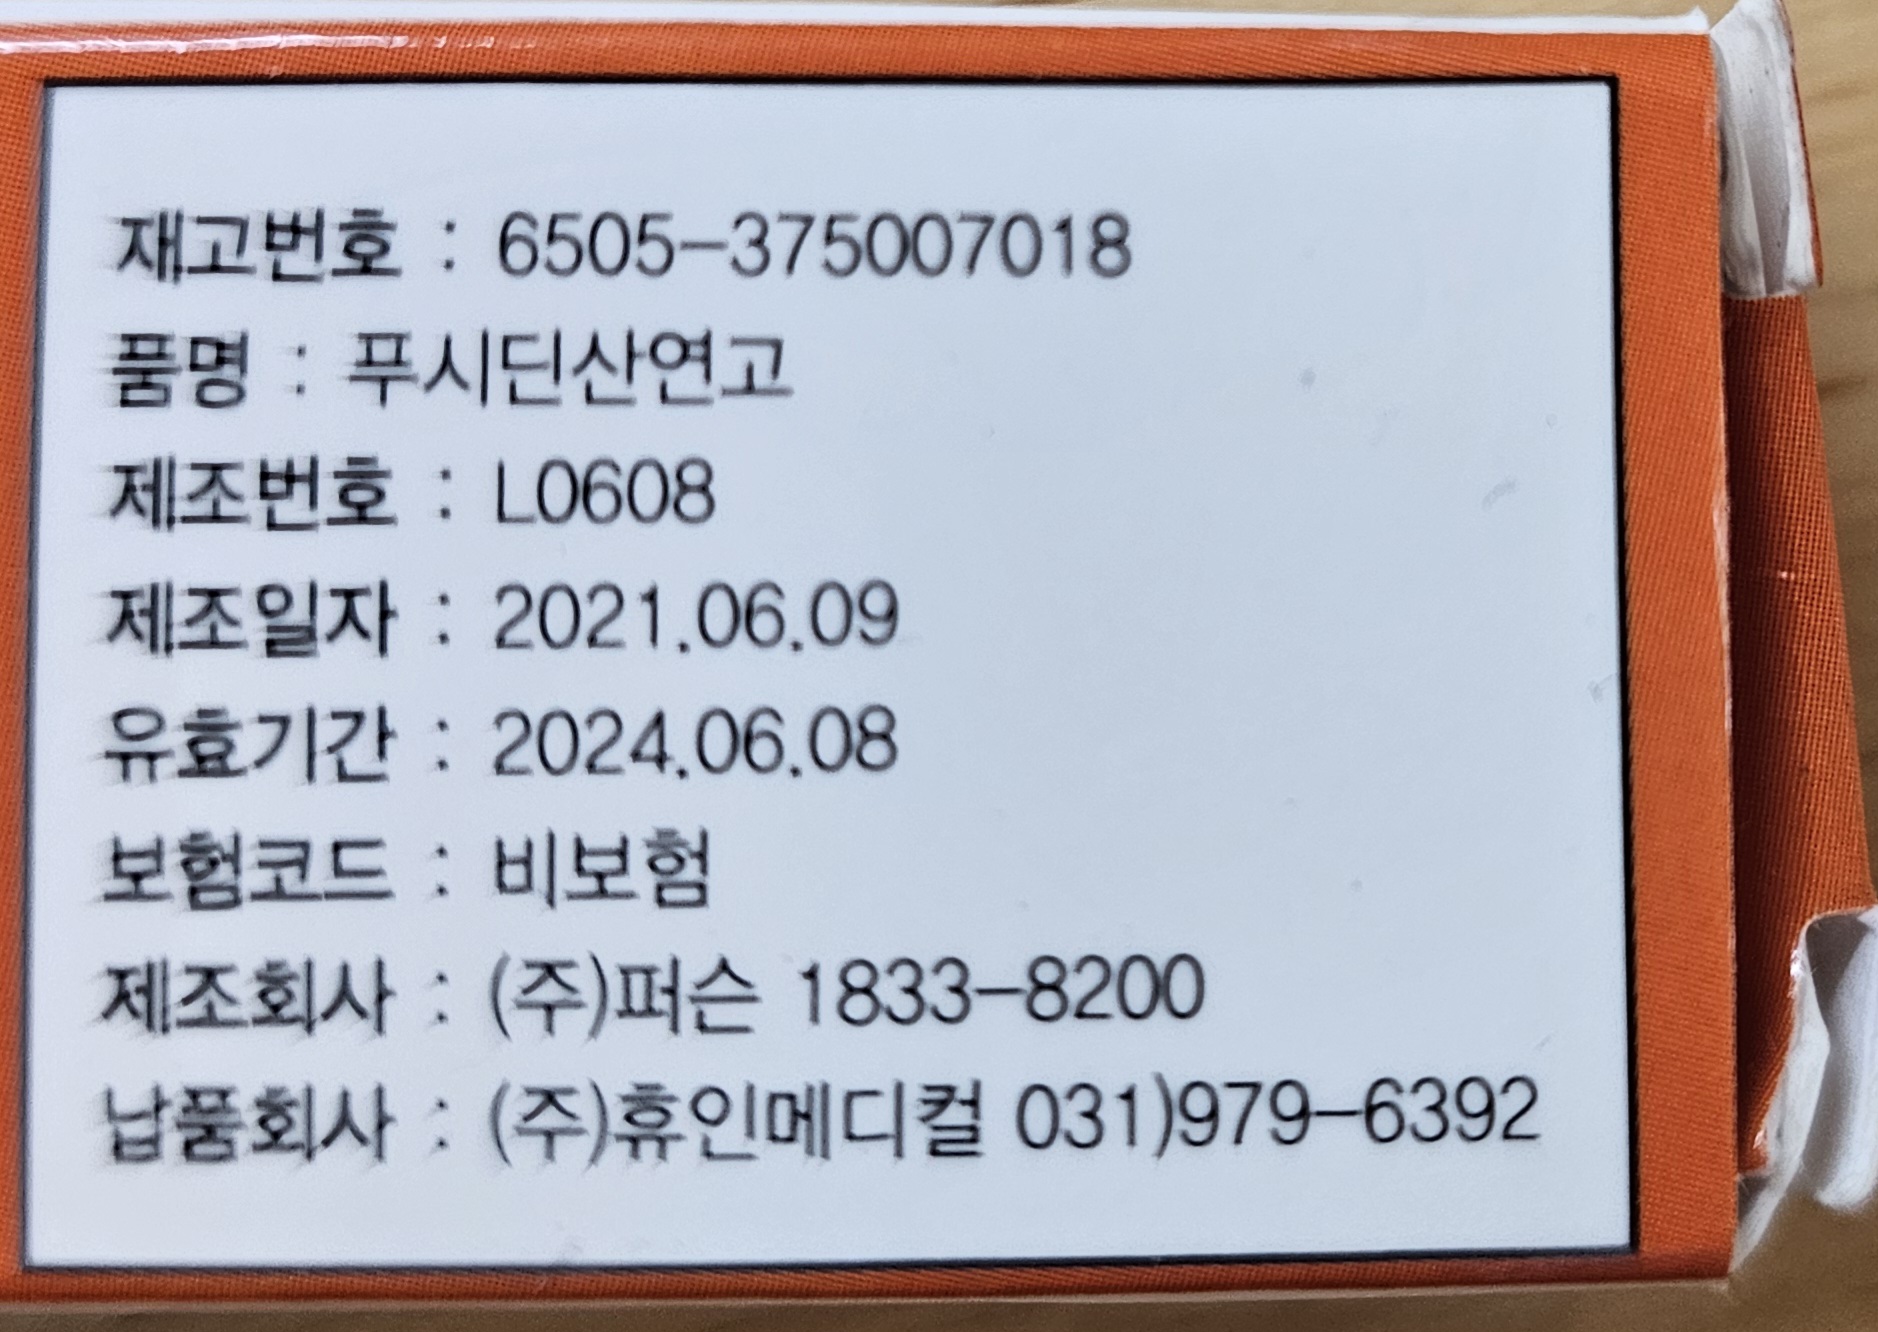 재고번호 : 6505-375007018
품명 : 푸시딘산연고
제조번호 : L0608
제조일자 : 2021.06.09
유효기간 : 2024.06.08
보험코드 : 비보험
제조회사 : (주)퍼슨 1833-8200
납품회사 : (주)휴인메디컬 031)979-6392